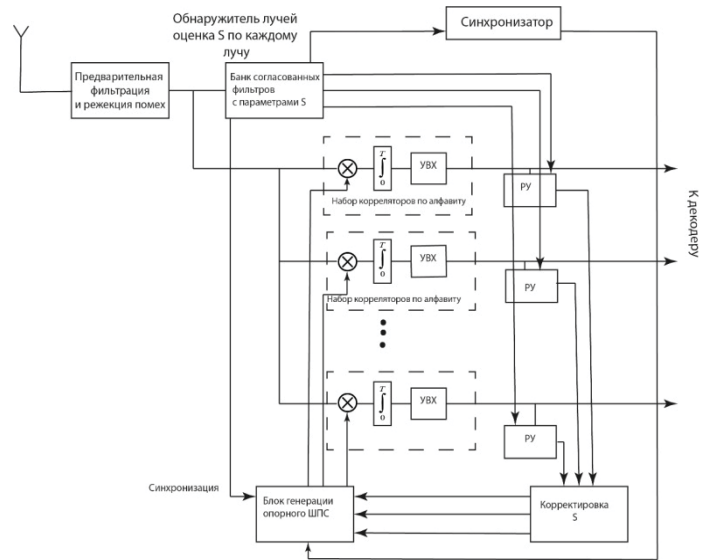 Обнаружитель лучей
оценка S по каждому
лучу
Синхронизатор
Предварительная
фильтрация
и режекция помех
Банк согласованных
фильтров
с параметрами S
T
∫
0
УВХ
РУ
Набор корреляторов по алфавиту
T
∫
0
УВХ
РУ
Набор корреляторов по алфавиту
T
∫
0
УВХ
РУ
К декодеру
Синхронизация
Блок генерации
опорного ШПС
Корректировка
S